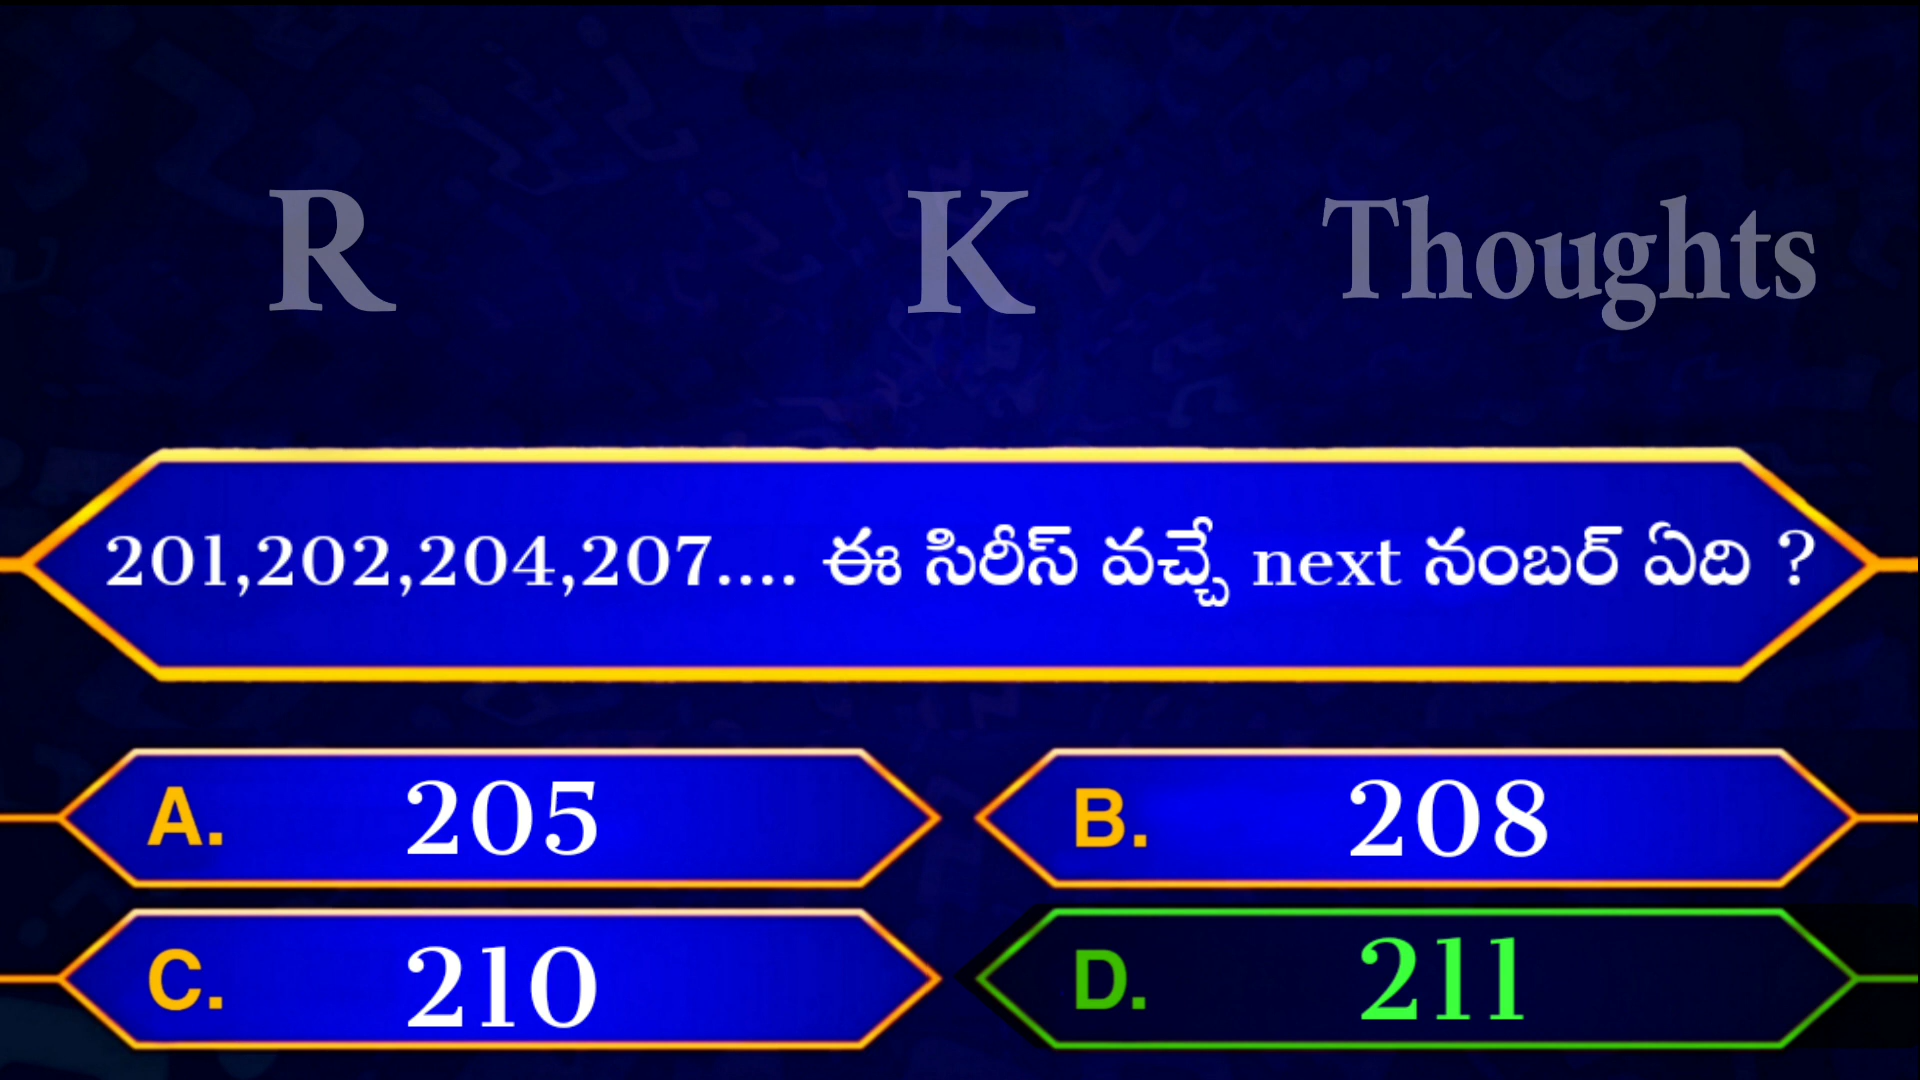 R K Thoughts
201,202,204,207.... ఈ సిరీస్ వచ్చే next నంబర్ ఏది ?
A. 205
B. 208
C. 210
D. 211